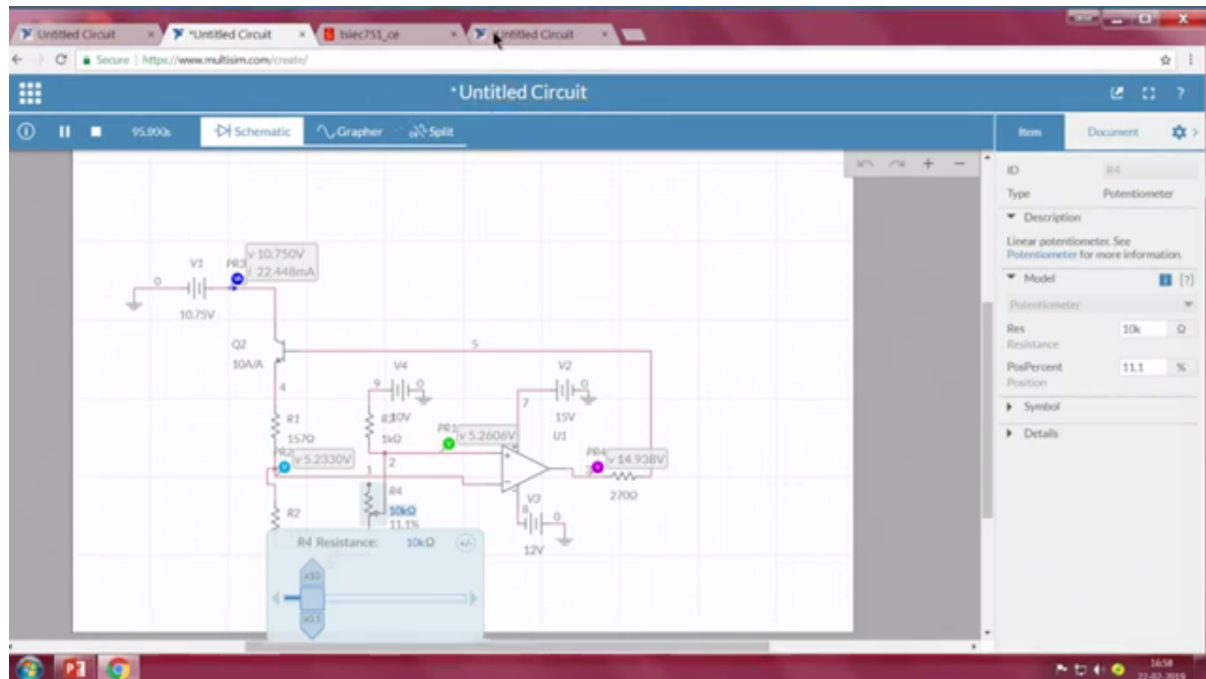 Untitled Circuit
*Untitled Circuit
tsiec751_ce
Untitled Circuit
Secure | https://www.multisim.com/create/
*Untitled Circuit
?
95.900s
Schematic
Grapher
Split
Item
Document
ID
R4
Type
Potentiometer
Description
Linear potentiometer. See
Potentiometer for more information.
Model
[?]
Potentiometer
Res
10k
Ω
Resistance
PosPercent
11.1
%
Position
Symbol
Details
V1
0
10.75V
PR3
v 10.750V
22.448mA
Q2
10A/A
5
4
V4
9
0
10V
V2
0
7
15V
R1
157Ω
1kΩ
PR1
v 5.2606V
U1
PR2
v 5.2330V
1
2
PR4
v 14.938V
270Ω
R4
10kΩ
11.1%
R2
V3
8
0
12V
R4 Resistance:
10kΩ
+/-
x10
x0.1
16:58
22-02-2019